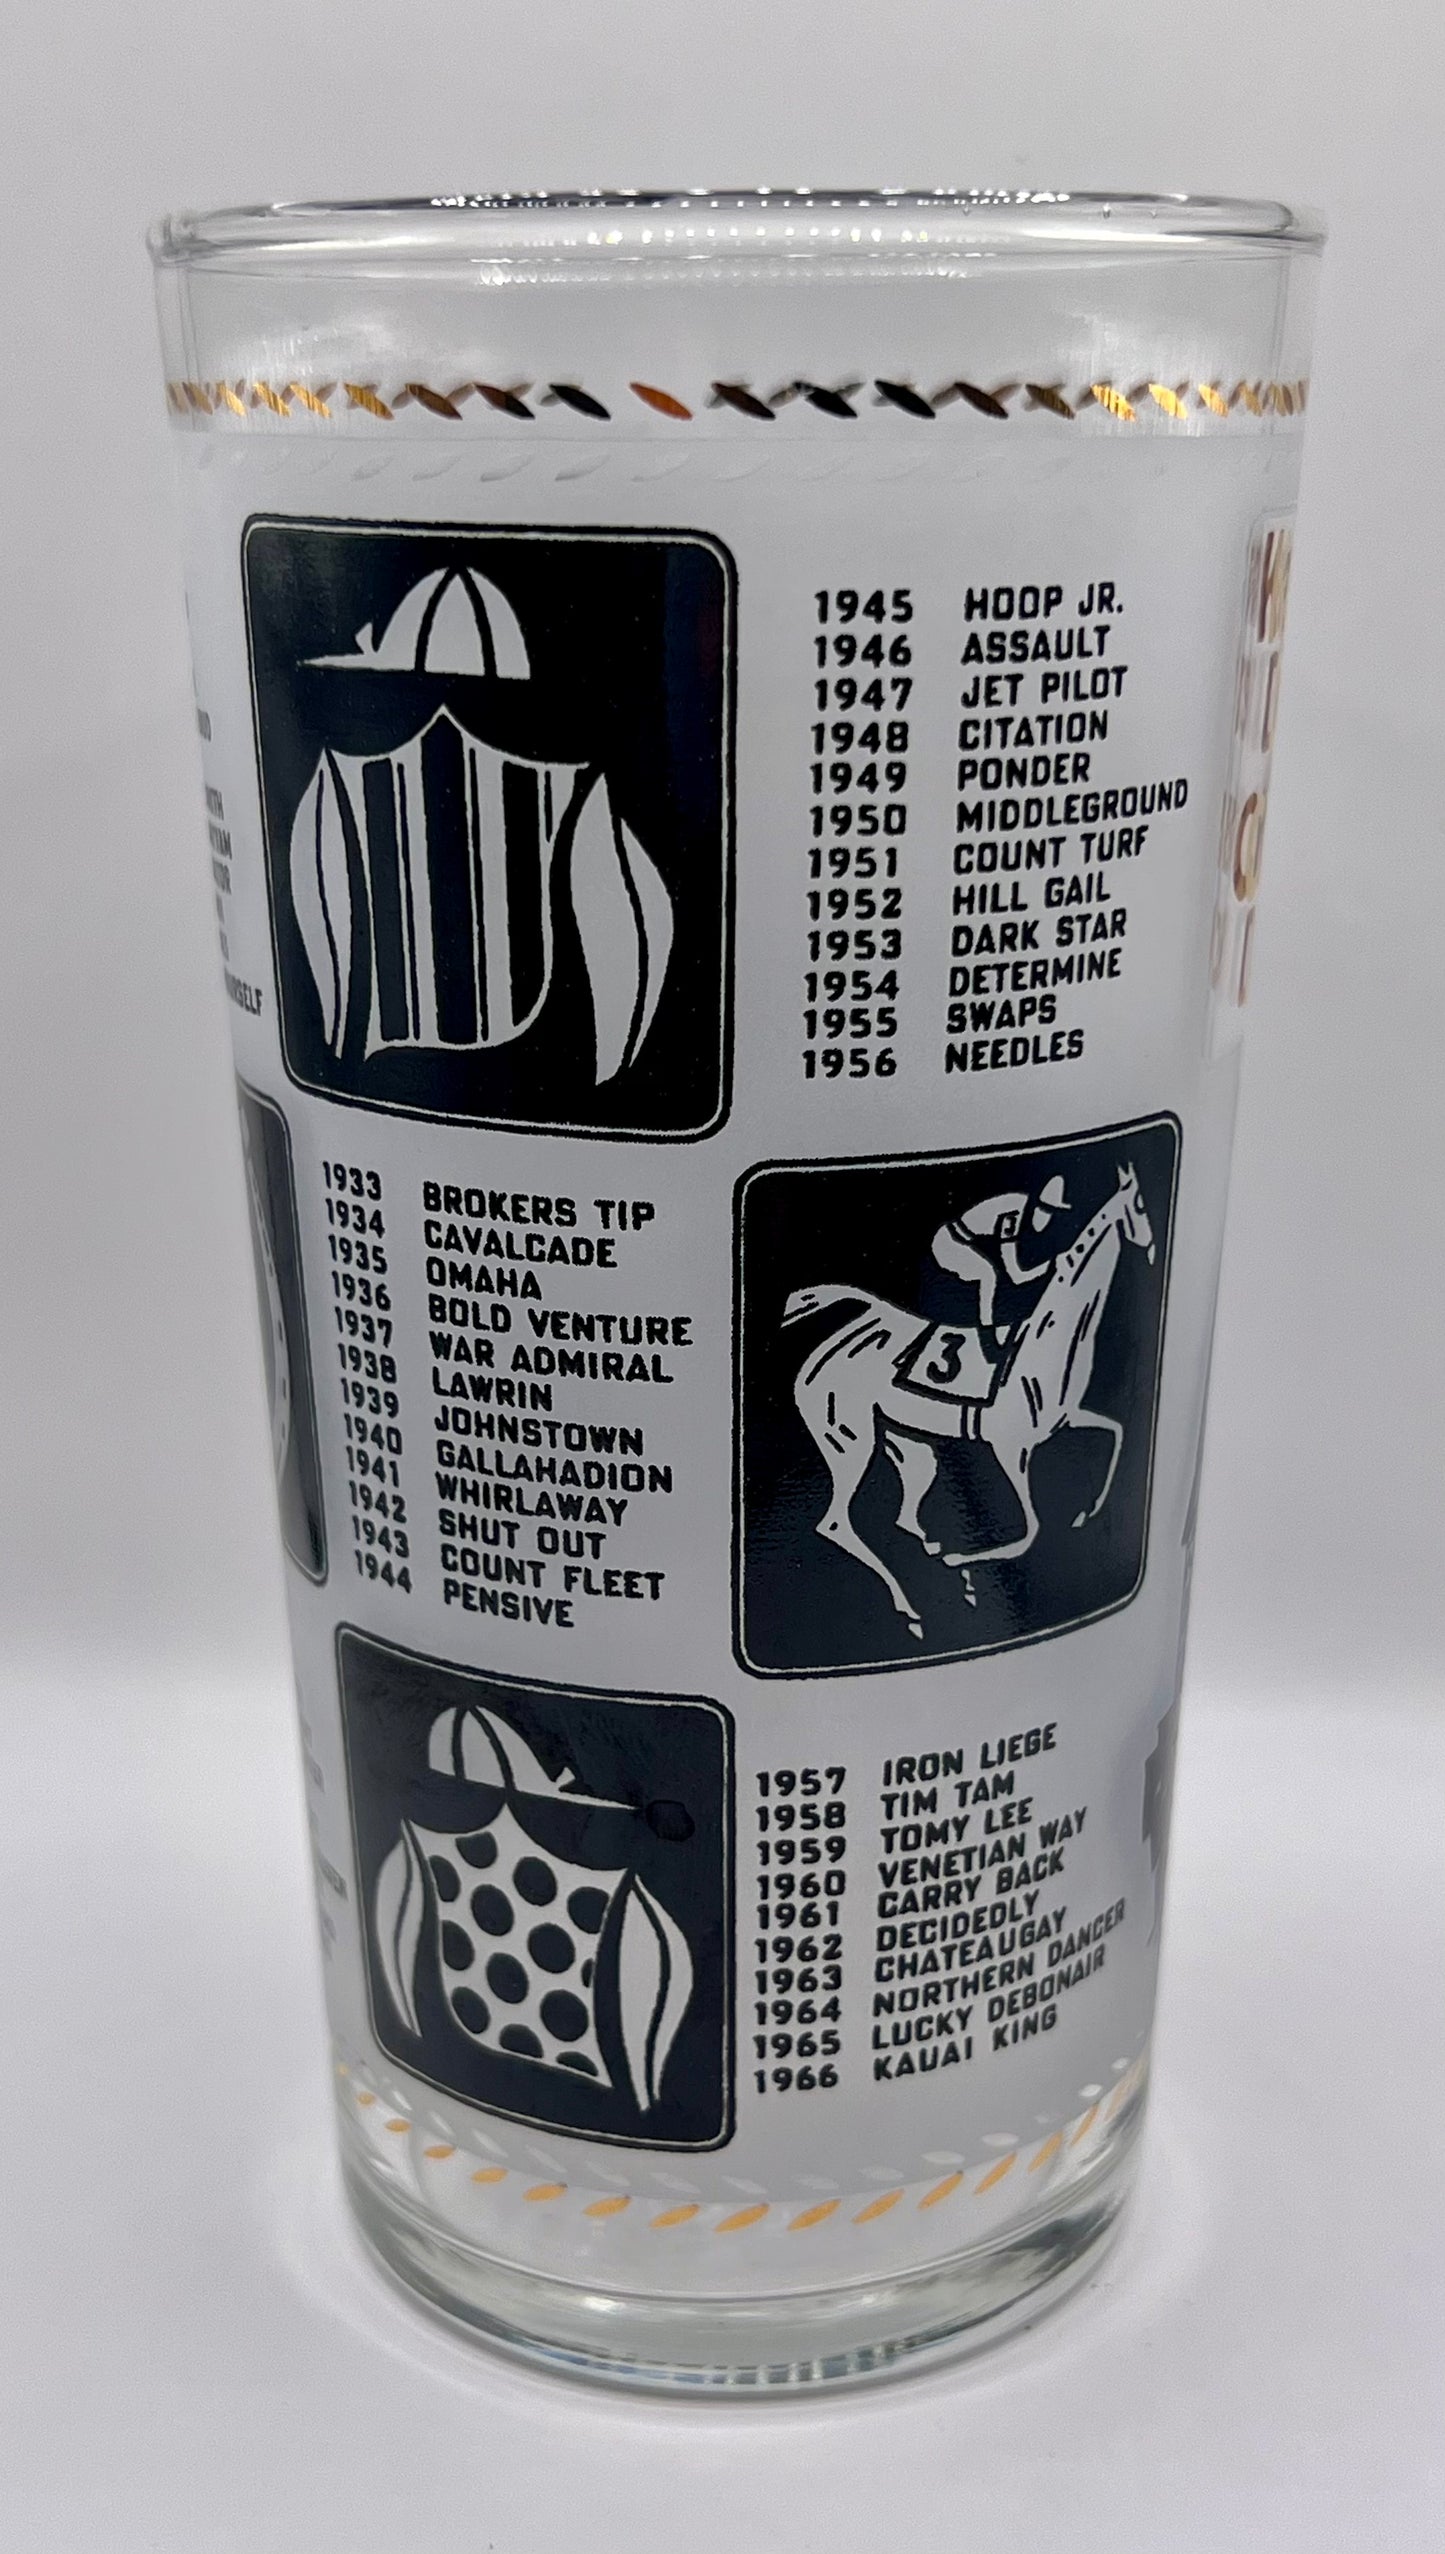 1945 HOOP JR.
1946 ASSAULT
1947 JET PILOT
1948 CITATION
1949 PONDER
1950 MIDDLEGROUND
1951 COUNT TURF
1952 HILL GAIL
1953 DARK STAR
1954 DETERMINE
1955 SWAPS
1956 NEEDLES
1933 BROKERS TIP
1934 CAVALCADE
1935 OMAHA
1936 BOLD VENTURE
1937 WAR ADMIRAL
1938 LAWRIN
1939 JOHNSTOWN
1940 GALLAHADION
1941 WHIRLAWAY
1942 SHUT OUT
1943 COUNT FLEET
1944 PENSIVE
3
3
1957 IRON LIEGE
1958 TIM TAM
1959 TOMY LEE
1960 VENETIAN WAY
1961 CARRY BACK
1962 DECIDEDLY
1963 CHATEAUGAY
1964 NORTHERN DANCER
1965 LUCKY DEBONAIR
1966 KAUAI KING